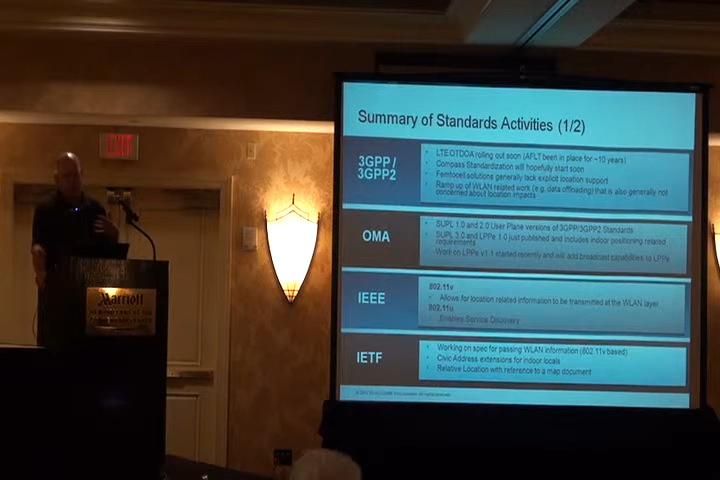 EXIT
Marriott
Summary of Standards Activities (1/2)
3GPP /
3GPP2
LTE OTDOA rolling out soon (AFLT been in place for ~10 years)
Compass Standardization will hopefully start soon
Femtocell solutions generally lack explicit location support
Ramp up of WLAN related work (e.g. data offloading) that is also generally not
concerned about location impacts
OMA
SUPL 1.0 and 2.0 User Plane versions of 3GPP/3GPP2 Standards
SUPL 3.0 and LPPe 1.0 just published and includes indoor positioning related
requirements
Work on LPPe v1.1 started recently and will add broadcast capabilities to LPPe
IEEE
802.11v
Allows for location related information to be transmitted at the WLAN layer
802.11u
Enables Service Discovery
IETF
Working on spec for passing WLAN information (802.11v based)
Civic Address extensions for indoor locals
Relative Location with reference to a map document